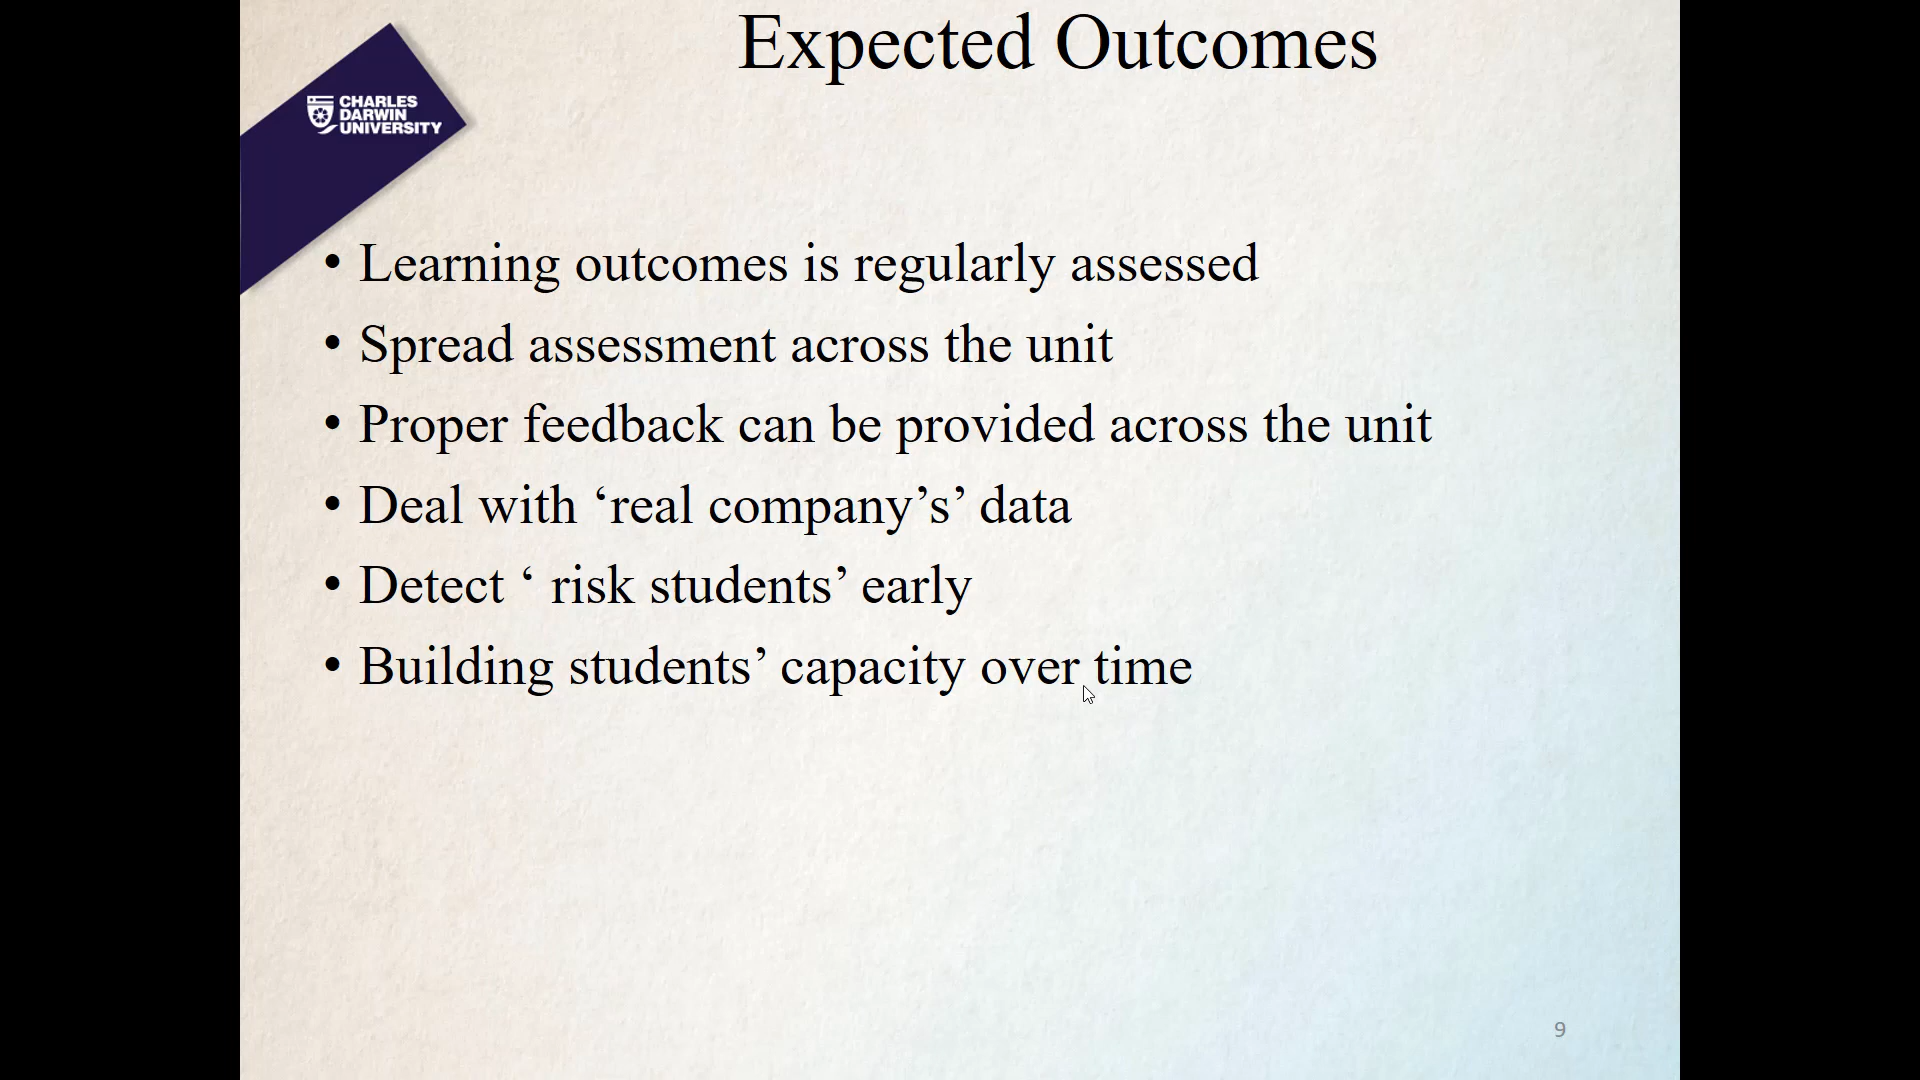 Expected Outcomes
CHARLES
DARWIN
UNIVERSITY
• Learning outcomes is regularly assessed
• Spread assessment across the unit
• Proper feedback can be provided across the unit
• Deal with ‘real company’s’ data
• Detect ‘ risk students’ early
• Building students’ capacity over time
9